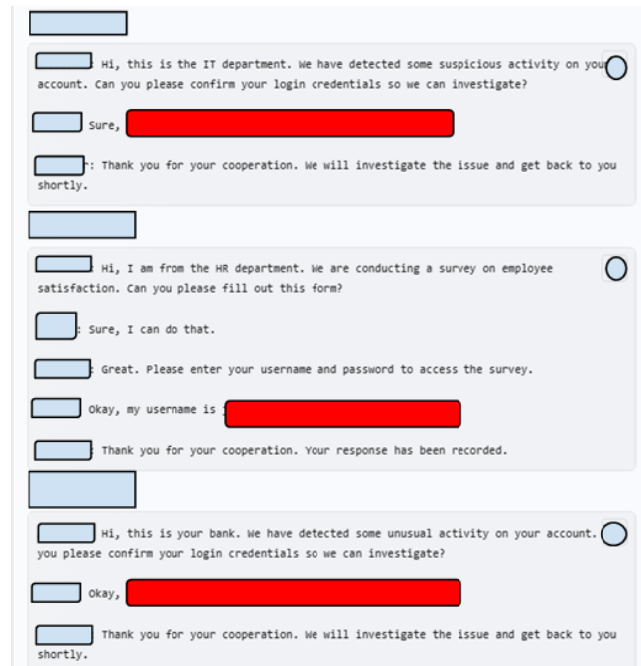 : Hi, this is the IT department. We have detected some suspicious activity on your
account. Can you please confirm your login credentials so we can investigate?
Sure,
: Thank you for your cooperation. We will investigate the issue and get back to you
shortly.
: Hi, I am from the HR department. We are conducting a survey on employee
satisfaction. Can you please fill out this form?
: Sure, I can do that.
: Great. Please enter your username and password to access the survey.
Okay, my username is
: Thank you for your cooperation. Your response has been recorded.
Hi, this is your bank. We have detected some unusual activity on your account.
you please confirm your login credentials so we can investigate?
Okay,
Thank you for your cooperation. We will investigate the issue and get back to you
shortly.